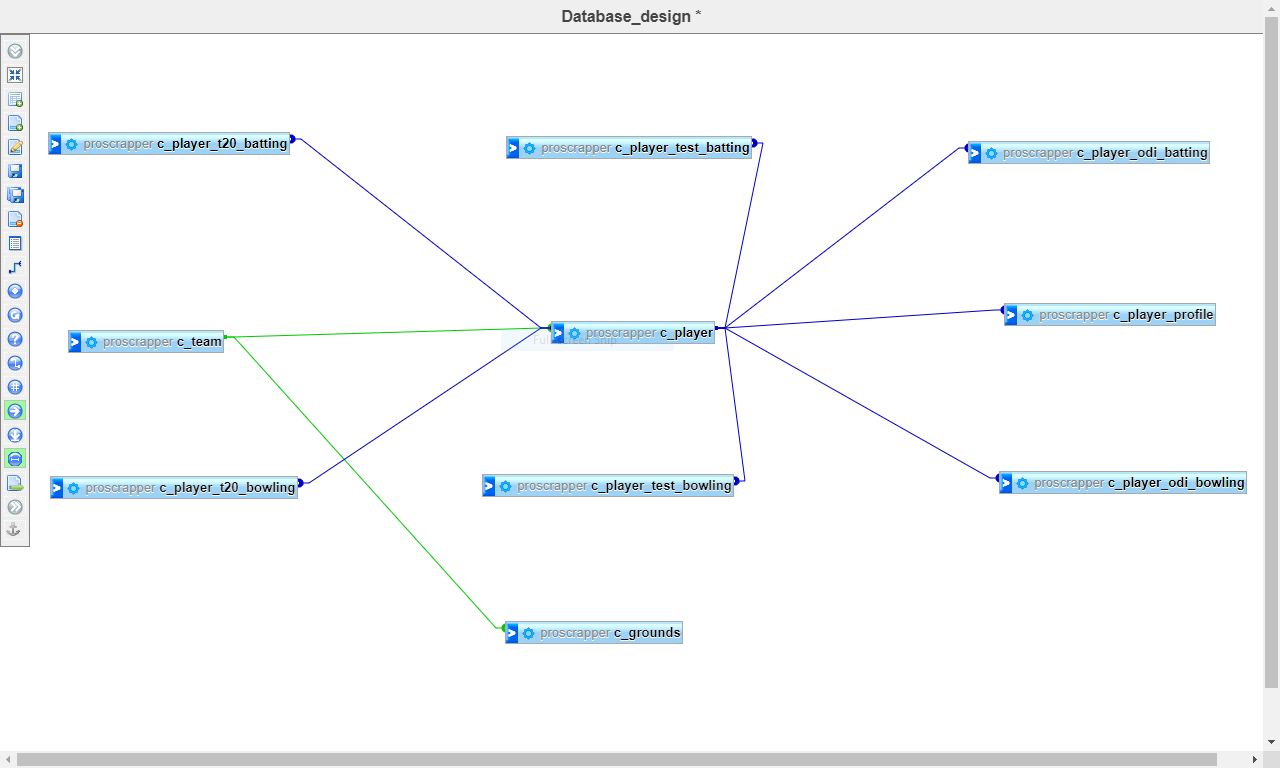 Database_design *
proscrapper c_player_t20_batting
proscrapper c_player_test_batting
proscrapper c_player_odi_batting
proscrapper c_player_profile
proscrapper c_player
proscrapper c_team
proscrapper c_player_t20_bowling
proscrapper c_player_test_bowling
proscrapper c_player_odi_bowling
proscrapper c_grounds